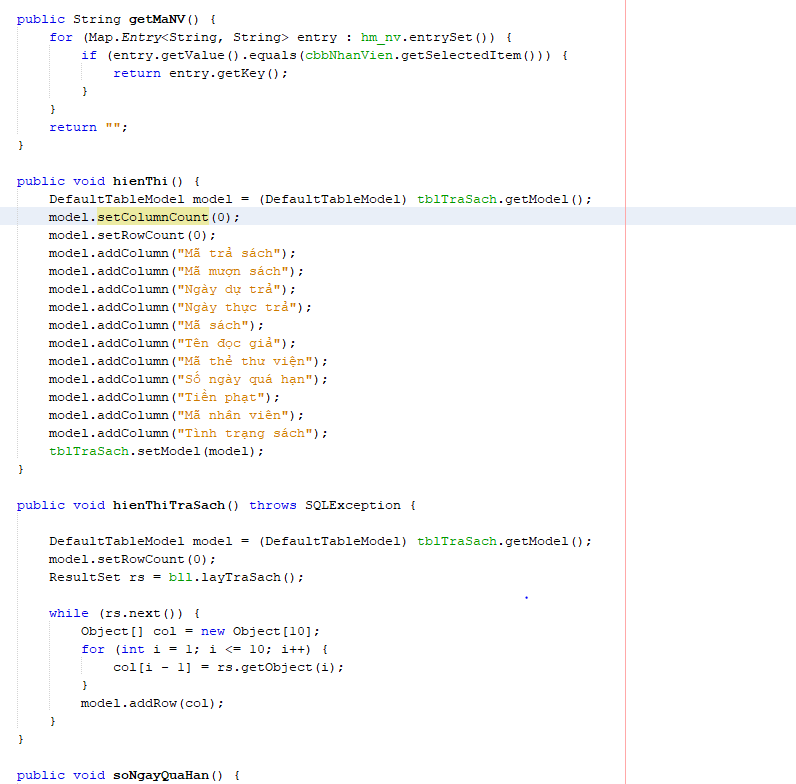 public String getMaNV() {
    for (Map.Entry<String, String> entry : hm_nv.entrySet()) {
        if (entry.getValue().equals(cbbNhanVien.getSelectedItem())) {
            return entry.getKey();
        }
    }
    return "";
}
public void hienThi() {
    DefaultTableModel model = (DefaultTableModel) tblTraSach.getModel();
    model.setColumnCount(0);
    model.setRowCount(0);
    model.addColumn("Mã trả sách");
    model.addColumn("Mã mượn sách");
    model.addColumn("Ngày dự trả");
    model.addColumn("Ngày thực trả");
    model.addColumn("Mã sách");
    model.addColumn("Tên đọc giả");
    model.addColumn("Mã thẻ thư viện");
    model.addColumn("Số ngày quá hạn");
    model.addColumn("Tiền phạt");
    model.addColumn("Mã nhân viên");
    model.addColumn("Tình trạng sách");
    tblTraSach.setModel(model);
}
public void hienThiTraSach() throws SQLException {
    DefaultTableModel model = (DefaultTableModel) tblTraSach.getModel();
    model.setRowCount(0);
    ResultSet rs = bll.layTraSach();
    while (rs.next()) {
        Object[] col = new Object[10];
        for (int i = 1; i <= 10; i++) {
            col[i - 1] = rs.getObject(i);
        }
        model.addRow(col);
    }
}
public void soNgayQuaHan() {